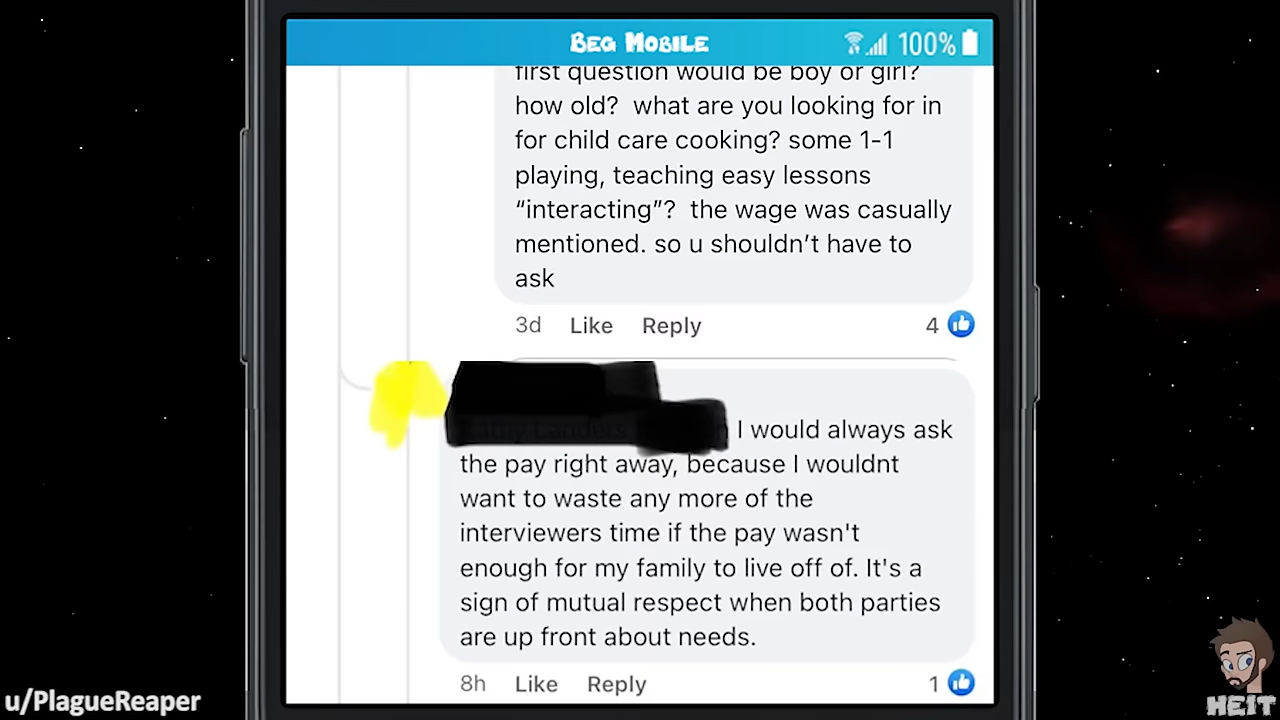 BEG MOBILE
100%
first question would be boy or girl?
how old?  what are you looking for in
for child care cooking? some 1-1
playing, teaching easy lessons
“interacting”?  the wage was casually
mentioned. so u shouldn’t have to
ask
3d Like Reply 4
I would always ask
the pay right away, because I wouldnt
want to waste any more of the
interviewers time if the pay wasn't
enough for my family to live off of. It's a
sign of mutual respect when both parties
are up front about needs.
8h Like Reply 1
u/PlagueReaper
HEIT